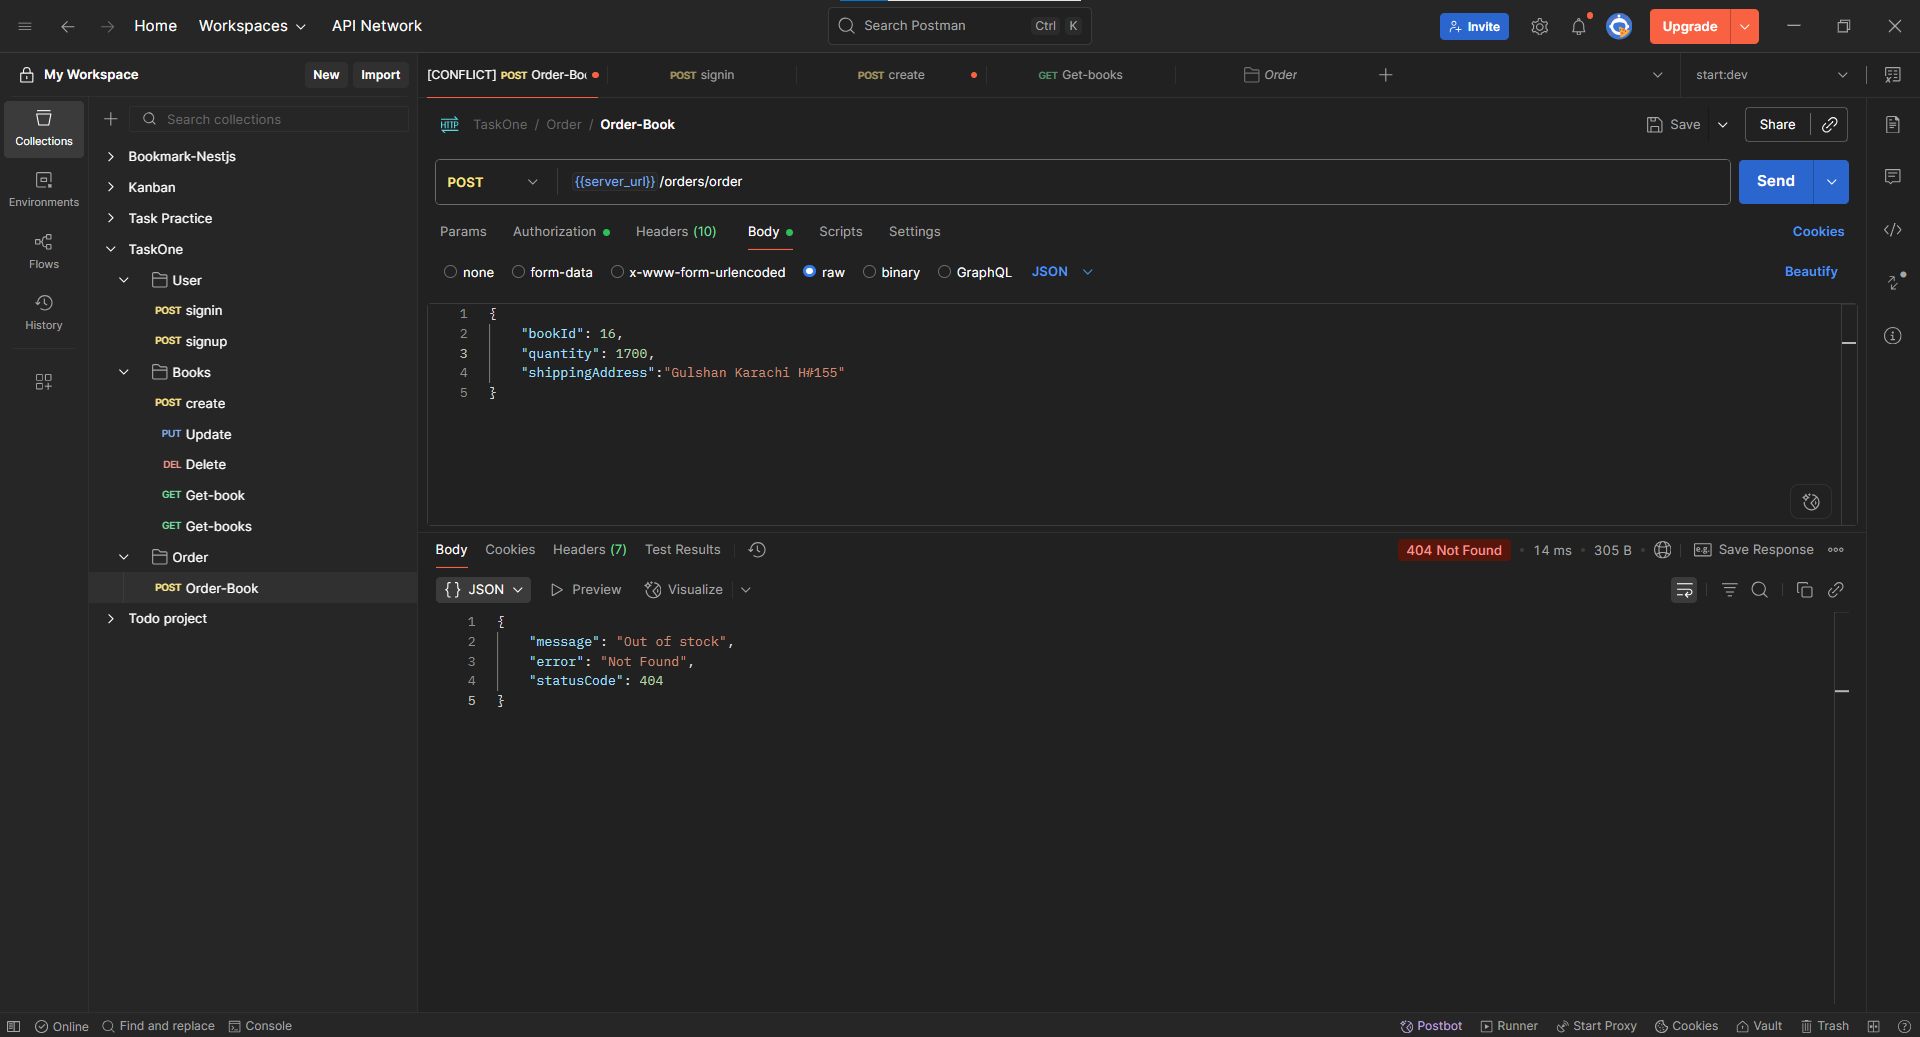 Home Workspaces API Network Search Postman Ctrl K Invite Upgrade
My Workspace New Import [CONFLICT] POST Order-Boo POST signin POST create GET Get-books Order start:dev
Collections
Environments
Flows
History
Search collections
Bookmark-Nestjs
Kanban
Task Practice
TaskOne
User
POST signin
POST signup
Books
POST create
PUT Update
DEL Delete
GET Get-book
GET Get-books
Order
POST Order-Book
Todo project
HTTP TaskOne / Order / Order-Book Save Share
POST {{server_url}} /orders/order Send
Params Authorization Headers (10) Body Scripts Settings Cookies
none form-data x-www-form-urlencoded raw binary GraphQL JSON Beautify
1 {
2 "bookId": 16,
3 "quantity": 1700,
4 "shippingAddress":"Gulshan Karachi H#155"
5 }
Body Cookies Headers (7) Test Results 404 Not Found 14 ms 305 B e.g. Save Response
{} JSON Preview Visualize
1 {
2 "message": "Out of stock",
3 "error": "Not Found",
4 "statusCode": 404
5 }
Online Find and replace Console Postbot Runner Start Proxy Cookies Vault Trash